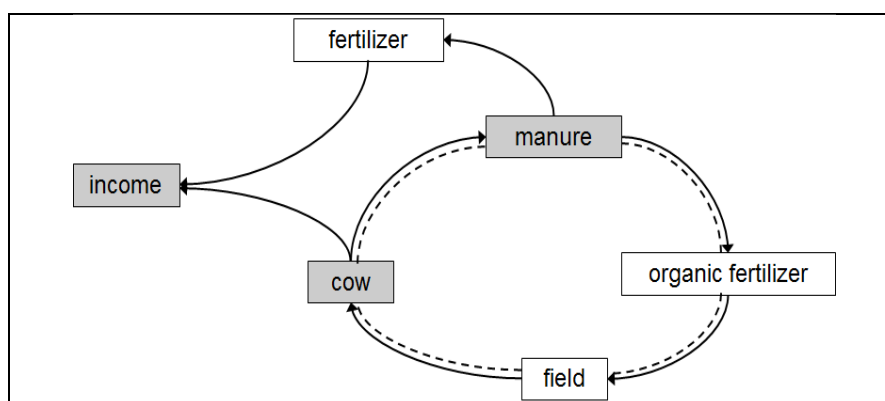 fertilizer
manure
income
cow
organic fertilizer
field